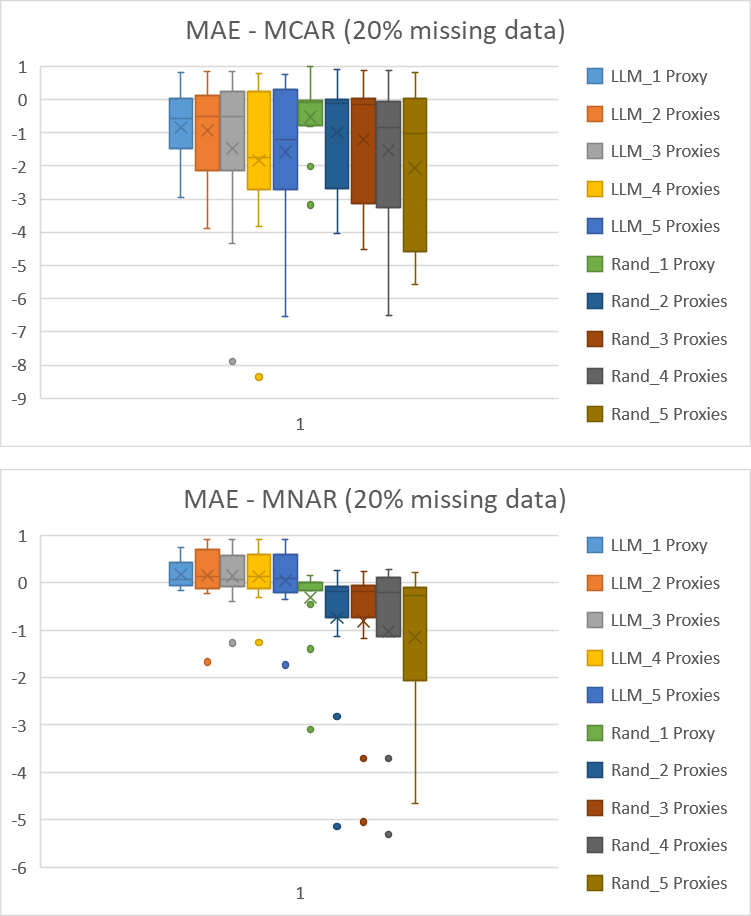 MAE - MCAR (20% missing data)
1
0
-1
-2
-3
-4
-5
-6
-7
-8
-9
1
LLM_1 Proxy
LLM_2 Proxies
LLM_3 Proxies
LLM_4 Proxies
LLM_5 Proxies
Rand_1 Proxy
Rand_2 Proxies
Rand_3 Proxies
Rand_4 Proxies
Rand_5 Proxies
MAE - MNAR (20% missing data)
1
0
-1
-2
-3
-4
-5
-6
1
LLM_1 Proxy
LLM_2 Proxies
LLM_3 Proxies
LLM_4 Proxies
LLM_5 Proxies
Rand_1 Proxy
Rand_2 Proxies
Rand_3 Proxies
Rand_4 Proxies
Rand_5 Proxies